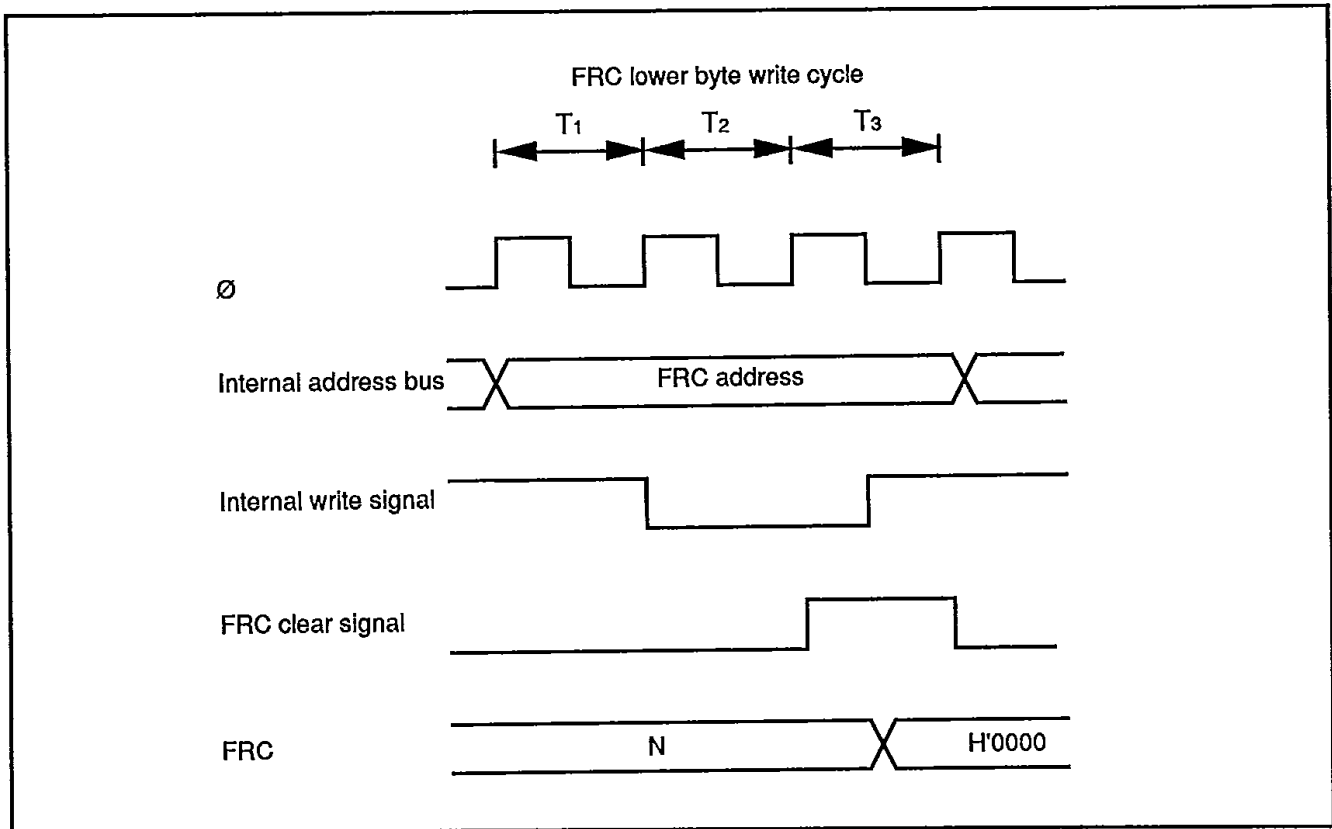 FRC lower byte write cycle
T1 T2 T3
Ø
Internal address bus
FRC address
Internal write signal
FRC clear signal
FRC
N
H'0000